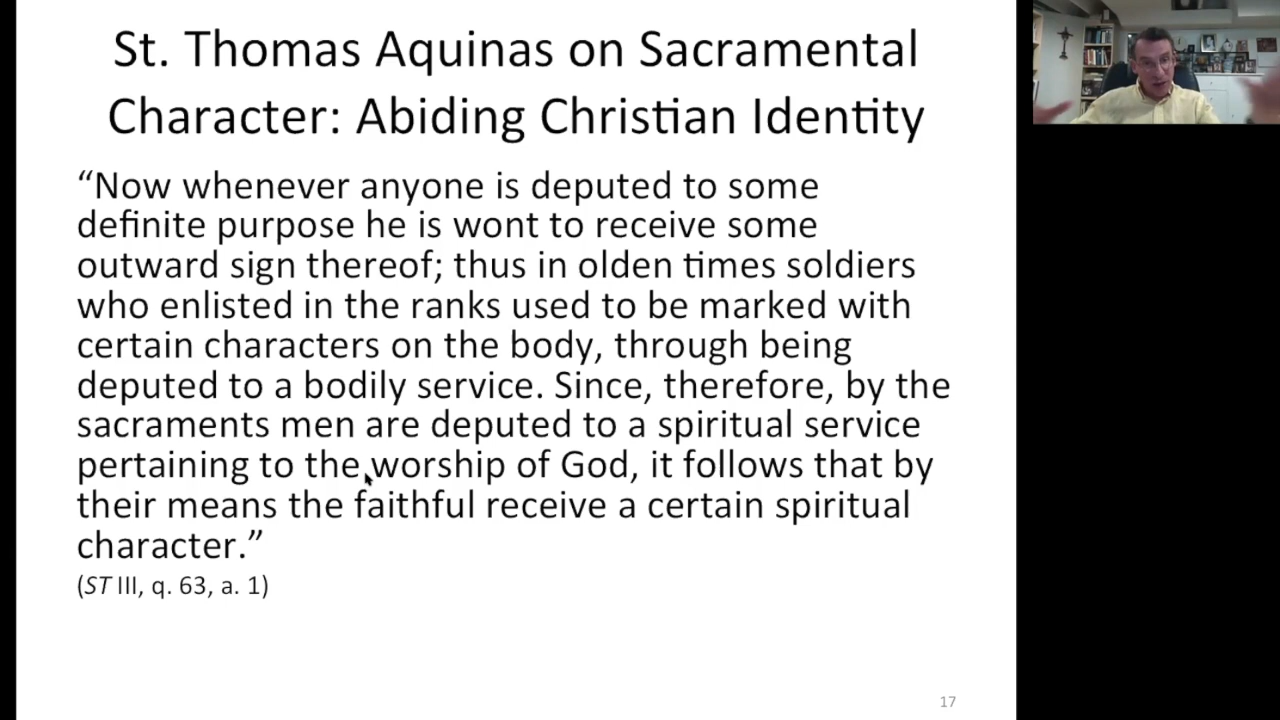 St. Thomas Aquinas on Sacramental
Character: Abiding Christian Identity
“Now whenever anyone is deputed to some
definite purpose he is wont to receive some
outward sign thereof; thus in olden times soldiers
who enlisted in the ranks used to be marked with
certain characters on the body, through being
deputed to a bodily service. Since, therefore, by the
sacraments men are deputed to a spiritual service
pertaining to the worship of God, it follows that by
their means the faithful receive a certain spiritual
character.”
(ST III, q. 63, a. 1)
17